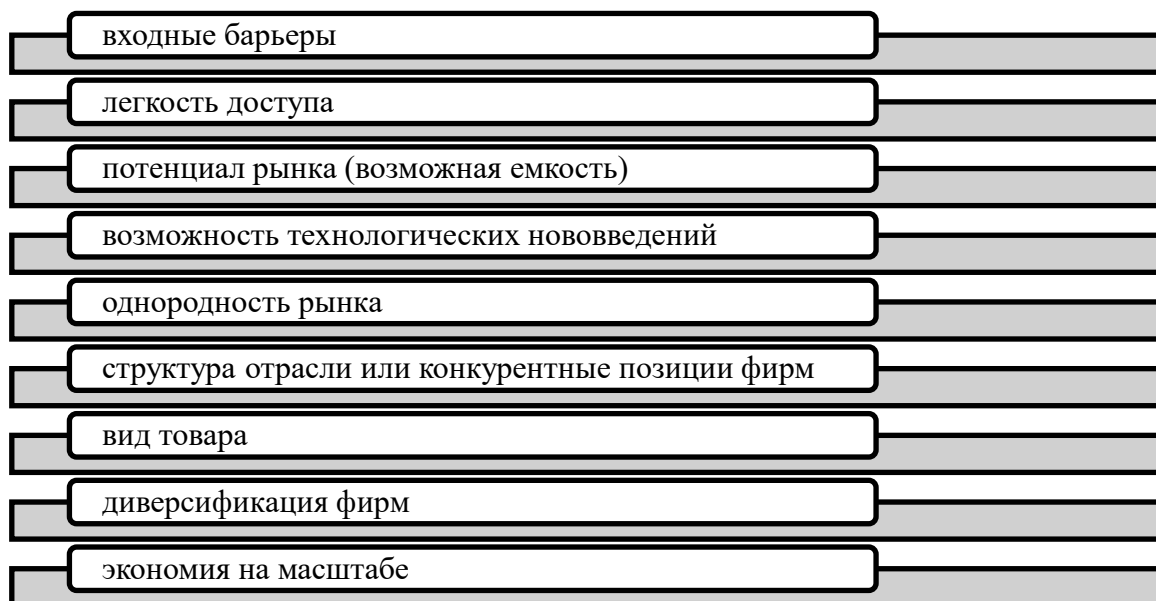 входные барьеры
легкость доступа
потенциал рынка (возможная емкость)
возможность технологических нововведений
однородность рынка
структура отрасли или конкурентные позиции фирм
вид товара
диверсификация фирм
экономия на масштабе